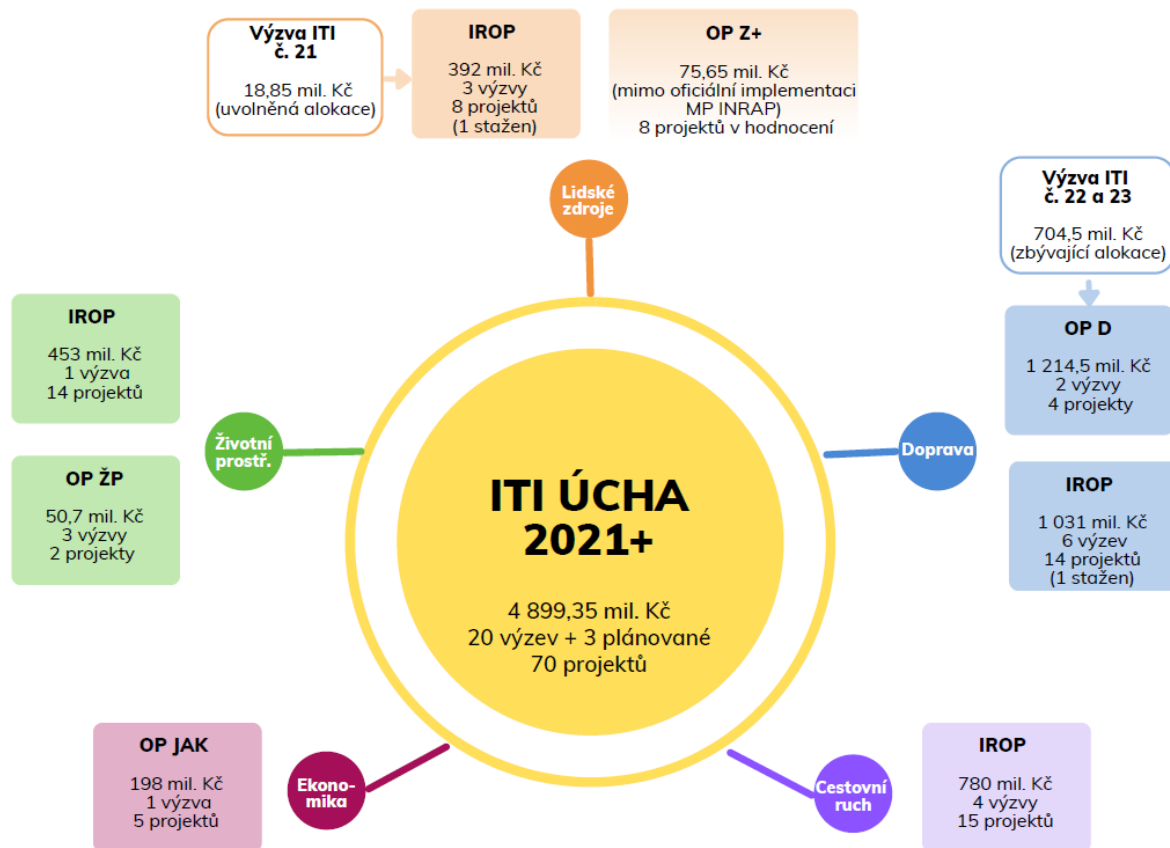 Výzva ITI
č. 21
18,85 mil. Kč
(uvolněná alokace)
IROP
392 mil. Kč
3 výzvy
8 projektů
(1 stažen)
OP Z+
75,65 mil. Kč
(mimo oficiální implementaci
MP INRAP)
8 projektů v hodnocení
Lidské
zdroje
Výzva ITI
č. 22 a 23
704,5 mil. Kč
(zbývající alokace)
OP D
1 214,5 mil. Kč
2 výzvy
4 projekty
IROP
1 031 mil. Kč
6 výzev
14 projektů
(1 stažen)
Doprava
IROP
453 mil. Kč
1 výzva
14 projektů
OP ŽP
50,7 mil. Kč
3 výzvy
2 projekty
Životní
prostř.
ITI ÚCHA
2021+
4 899,35 mil. Kč
20 výzev + 3 plánované
70 projektů
OP JAK
198 mil. Kč
1 výzva
5 projektů
Ekono-
mika
Cestovní
ruch
IROP
780 mil. Kč
4 výzvy
15 projektů